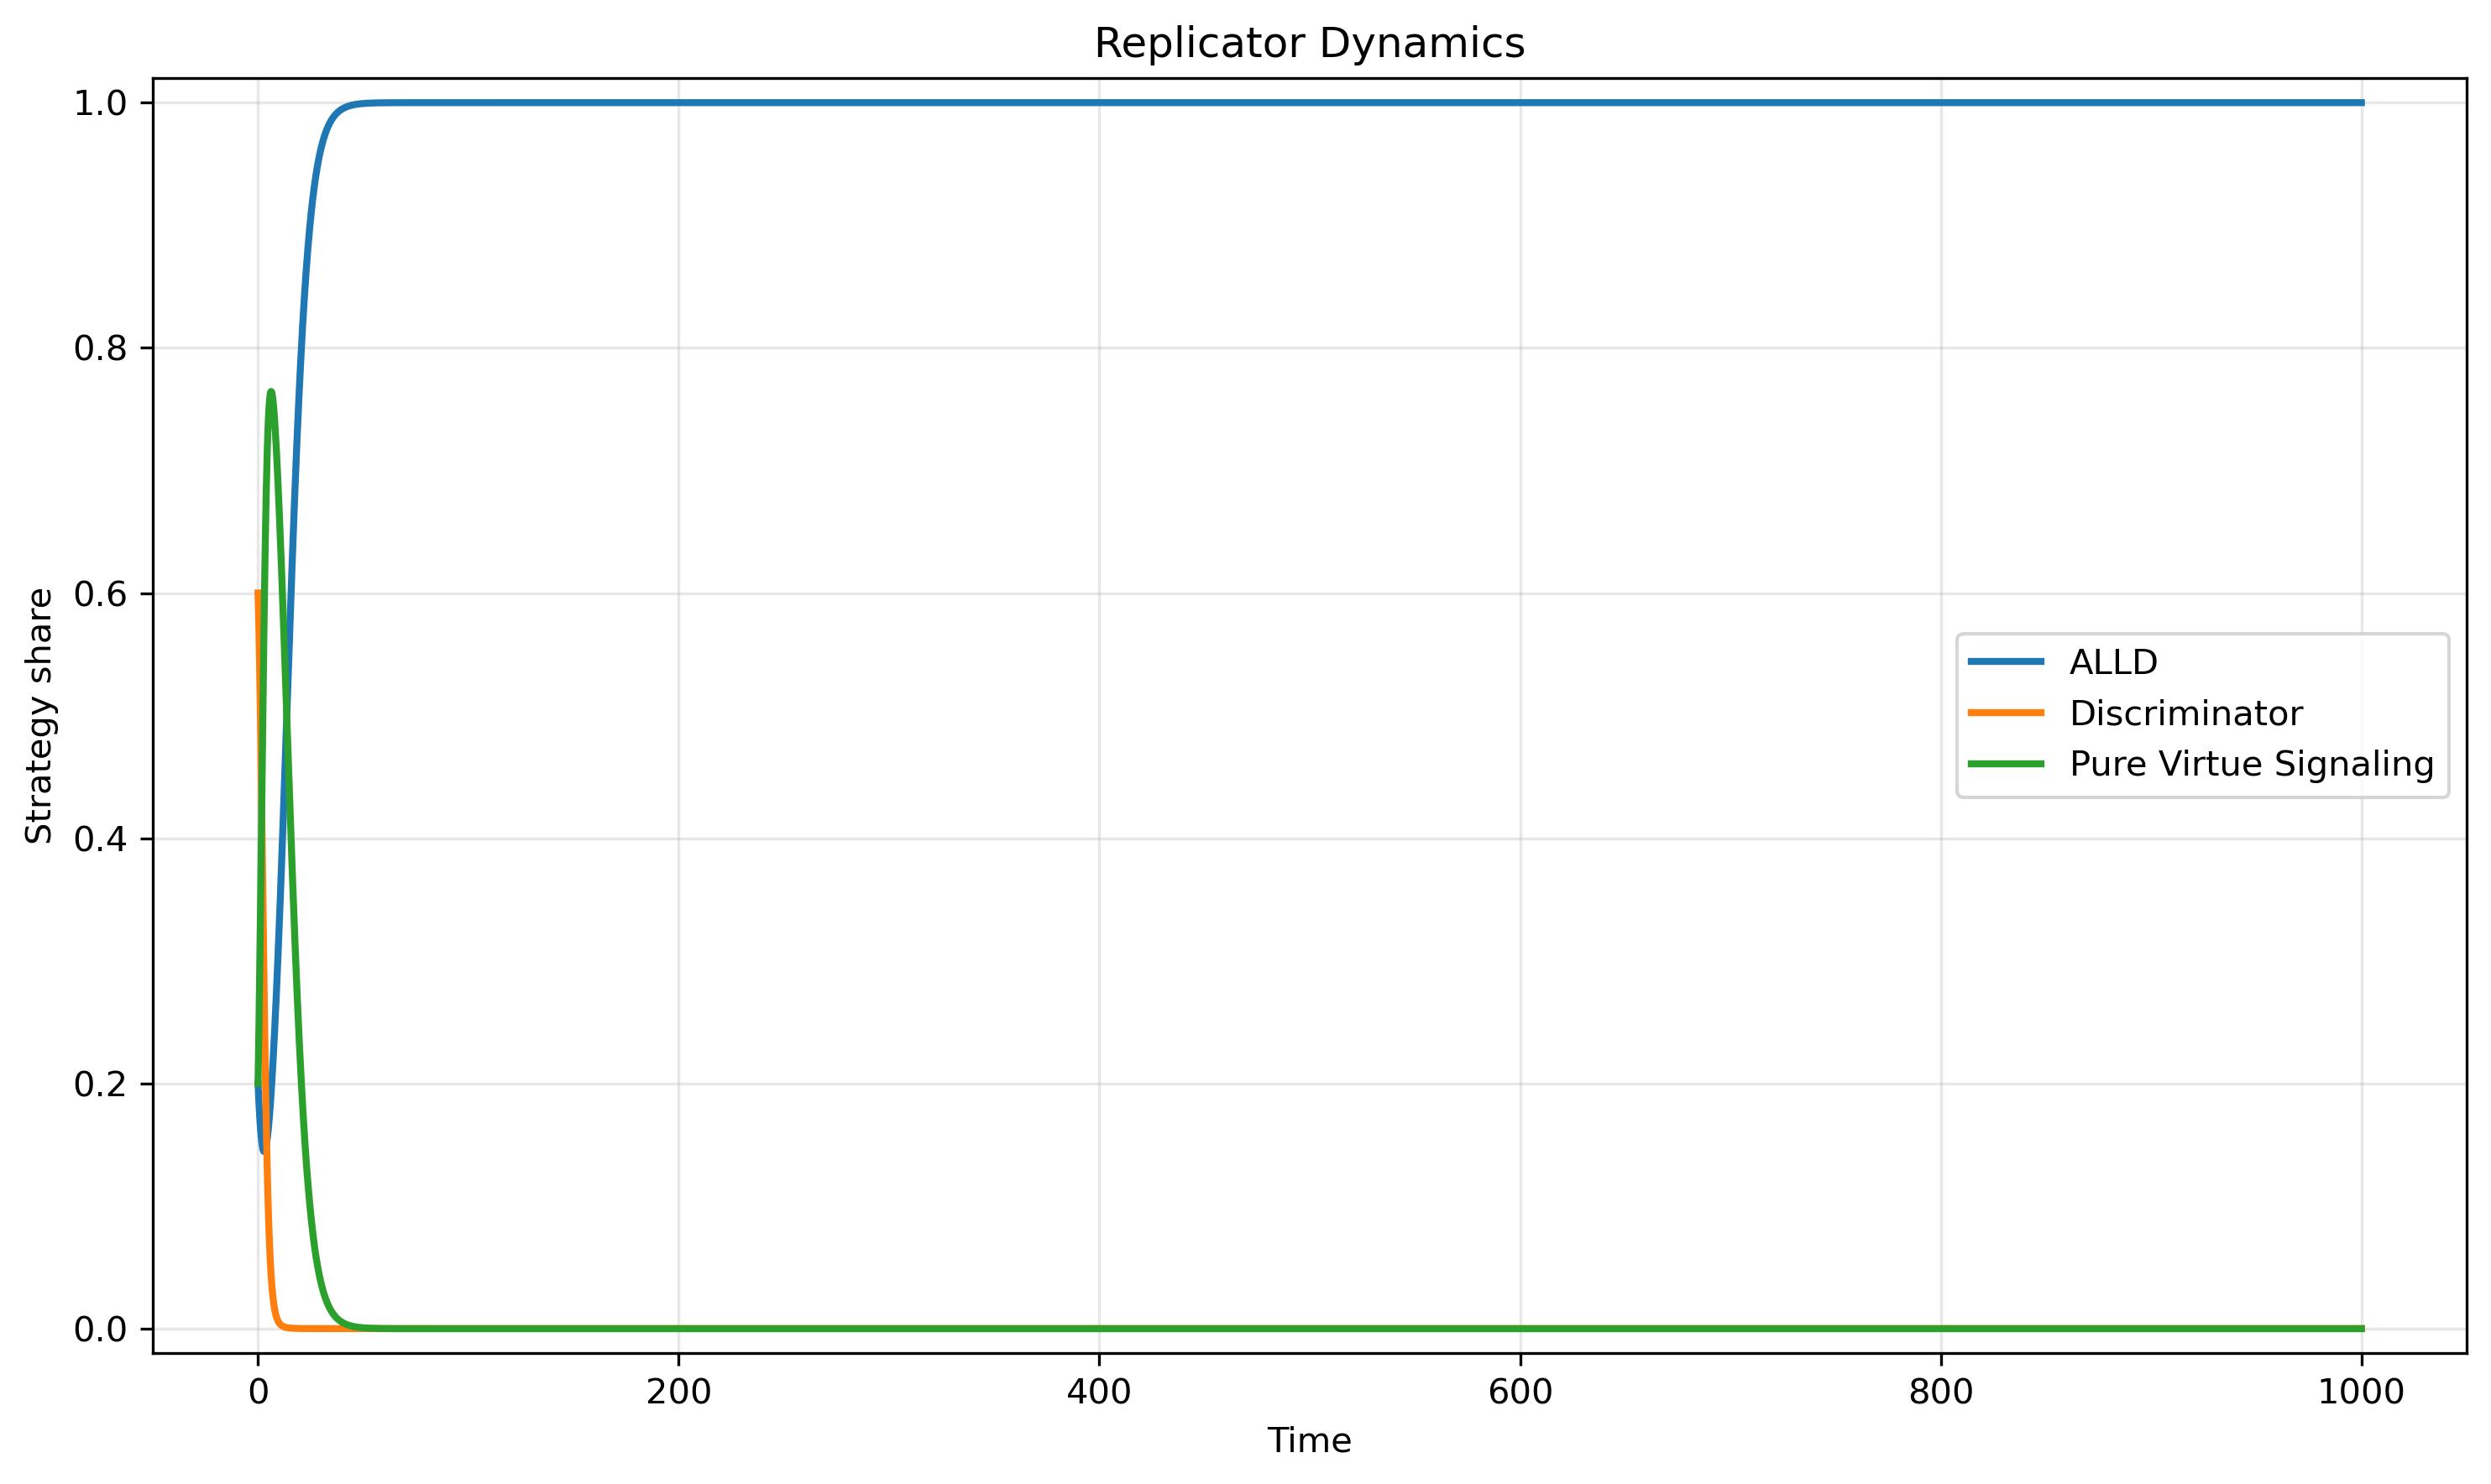 Replicator Dynamics
1.0
0.8
0.6
0.4
0.2
0.0
Strategy share
ALLD
Discriminator
Pure Virtue Signaling
0 200 400 600 800 1000
Time